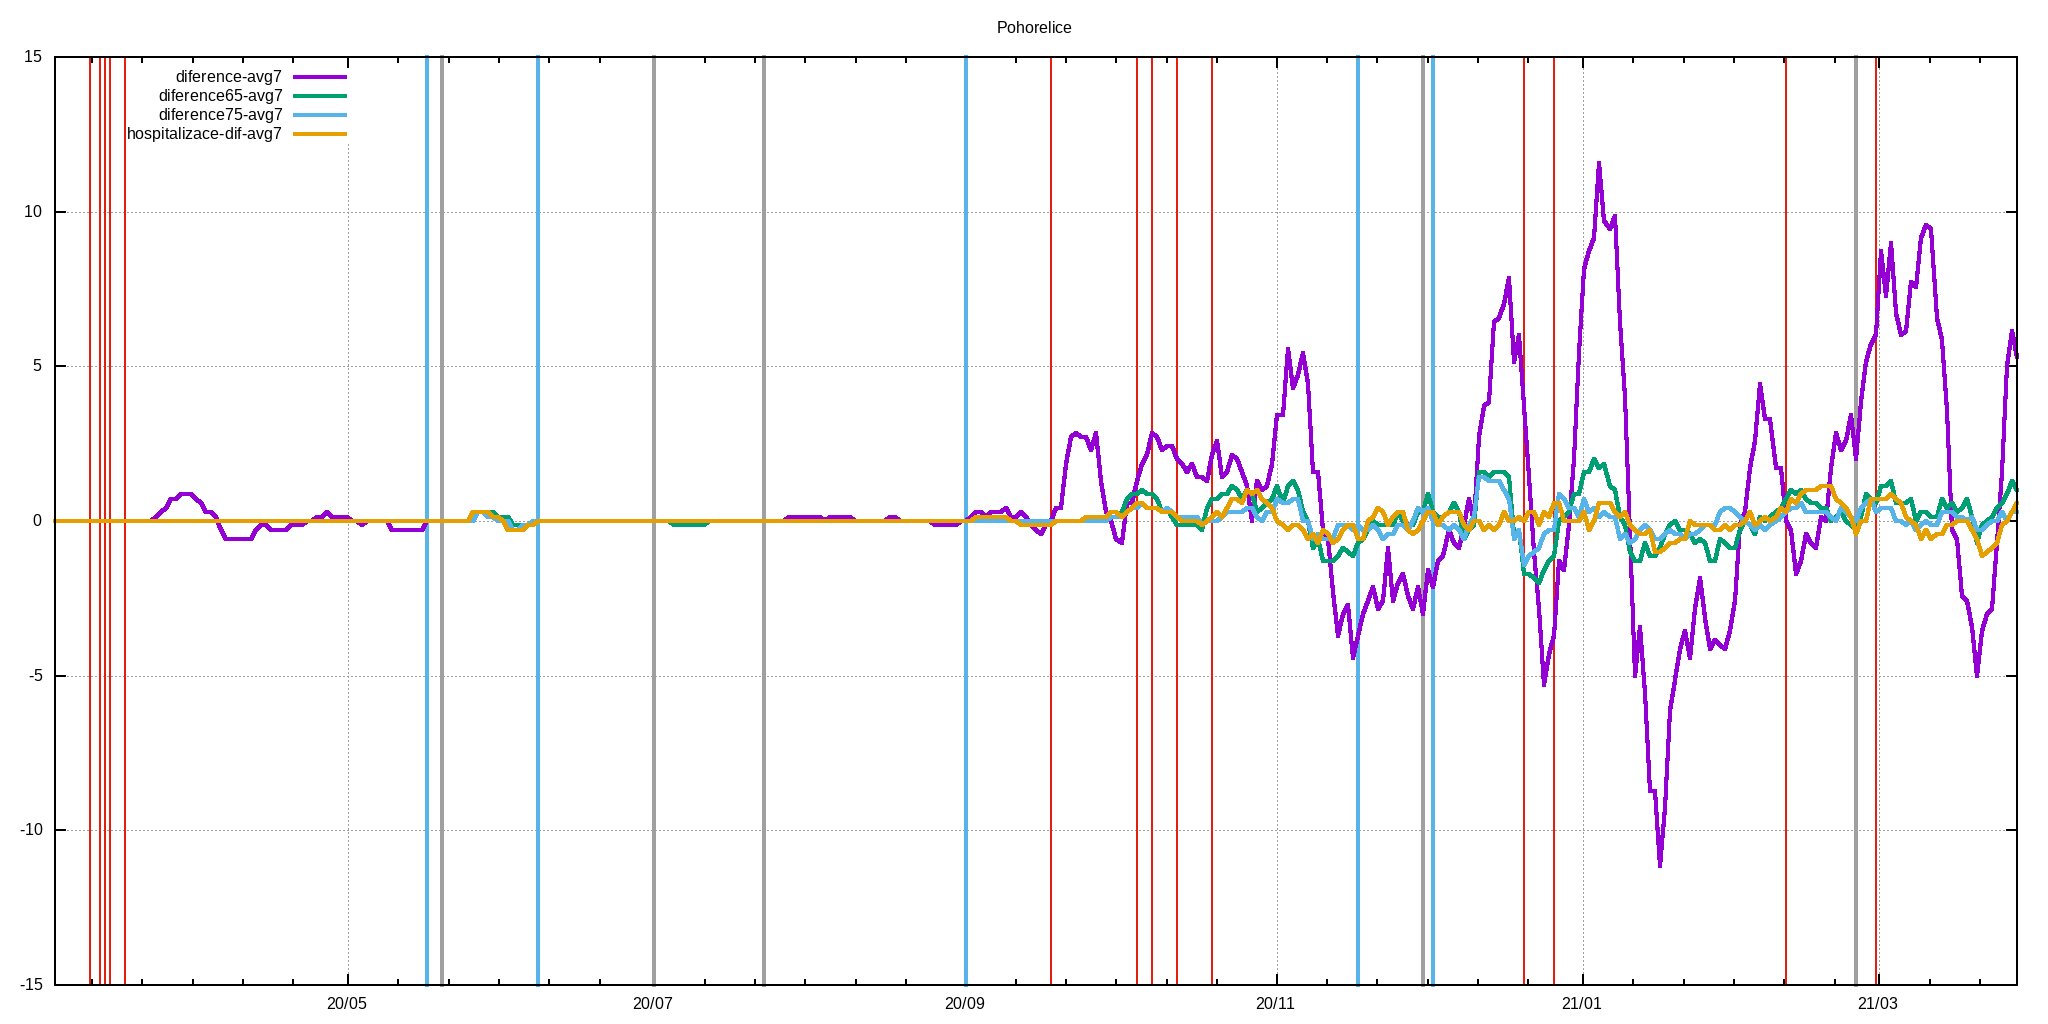 Pohorelice
15
diference-avg7
diference65-avg7
diference75-avg7
hospitalizace-dif-avg7
10
5
0
-5
-10
-15
20/05 20/07 20/09 20/11 21/01 21/03